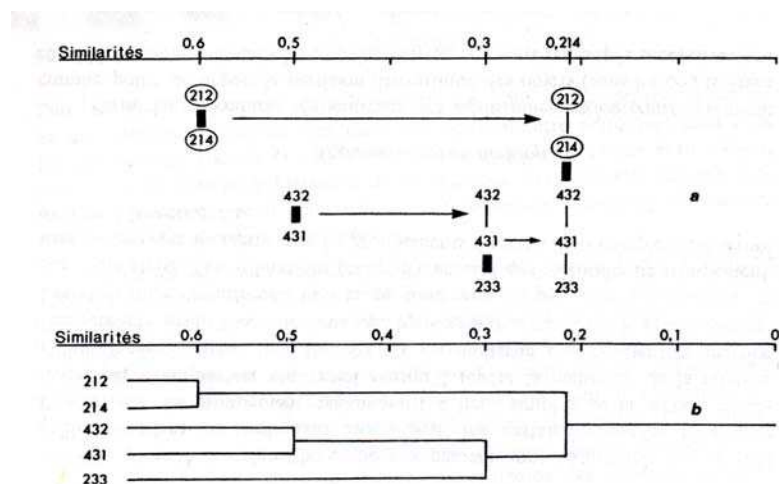 Similarités 0,6 0,5 0,3 0,214
212 212
214 214
432 432 432 a
431 431 431
233 233
Similarités 0,6 0,5 0,4 0,3 0,2 0,1 0
212
214 b
432
431
233